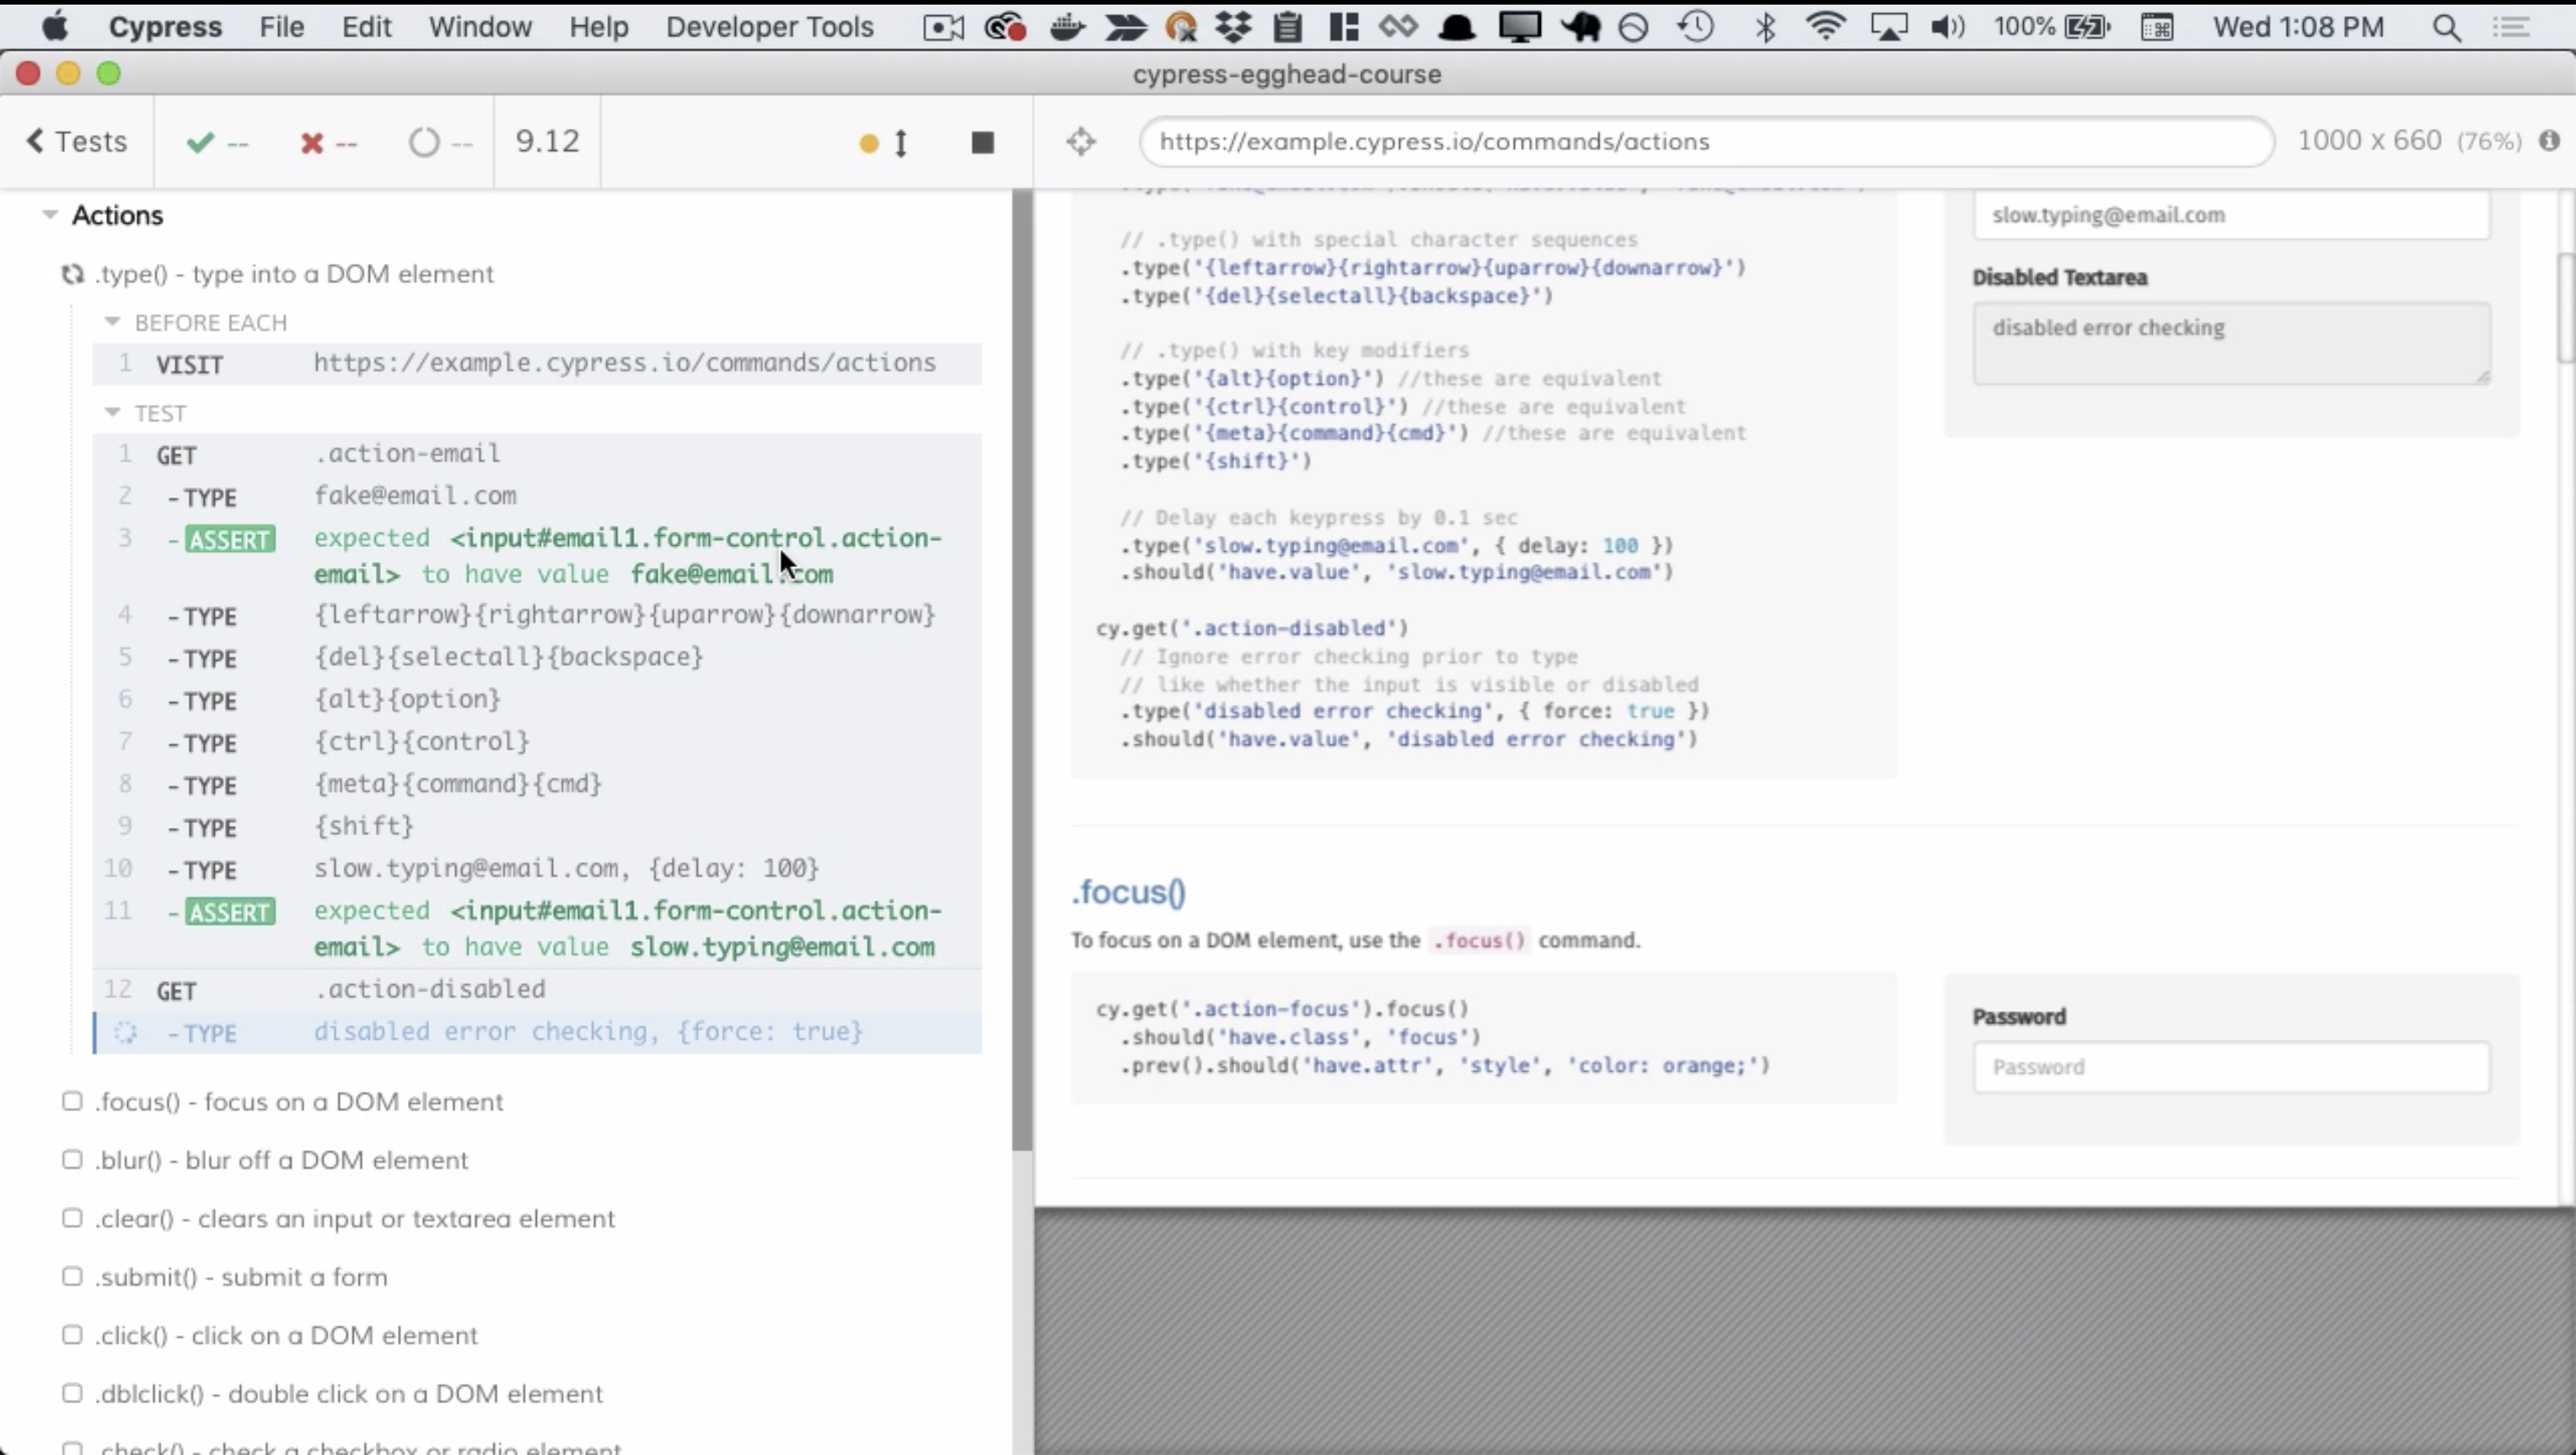 Cypress File Edit Window Help Developer Tools 100% Wed 1:08 PM
cypress-egghead-course
Tests -- -- -- 9.12
https://example.cypress.io/commands/actions 1000 x 660 (76%)
Actions
.type() - type into a DOM element
BEFORE EACH
1 VISIT https://example.cypress.io/commands/actions
TEST
1 GET .action-email
2 -TYPE fake@email.com
3 -ASSERT expected <input#email1.form-control.action-
email> to have value fake@email.com
4 -TYPE {leftarrow}{rightarrow}{uparrow}{downarrow}
5 -TYPE {del}{selectall}{backspace}
6 -TYPE {alt}{option}
7 -TYPE {ctrl}{control}
8 -TYPE {meta}{command}{cmd}
9 -TYPE {shift}
10 -TYPE slow.typing@email.com, {delay: 100}
11 -ASSERT expected <input#email1.form-control.action-
email> to have value slow.typing@email.com
12 GET .action-disabled
-TYPE disabled error checking, {force: true}
.focus() - focus on a DOM element
.blur() - blur off a DOM element
.clear() - clears an input or textarea element
.submit() - submit a form
.click() - click on a DOM element
.dblclick() - double click on a DOM element
.check() - check a checkbox or radio element
// .type() with special character sequences
.type('{leftarrow}{rightarrow}{uparrow}{downarrow}')
.type('{del}{selectall}{backspace}')
// .type() with key modifiers
.type('{alt}{option}') //these are equivalent
.type('{ctrl}{control}') //these are equivalent
.type('{meta}{command}{cmd}') //these are equivalent
.type('{shift}')
// Delay each keypress by 0.1 sec
.type('slow.typing@email.com', { delay: 100 })
.should('have.value', 'slow.typing@email.com')
cy.get('.action-disabled')
// Ignore error checking prior to type
// like whether the input is visible or disabled
.type('disabled error checking', { force: true })
.should('have.value', 'disabled error checking')
slow.typing@email.com
Disabled Textarea
disabled error checking
.focus()
To focus on a DOM element, use the .focus() command.
cy.get('.action-focus').focus()
.should('have.class', 'focus')
.prev().should('have.attr', 'style', 'color: orange;')
Password
Password